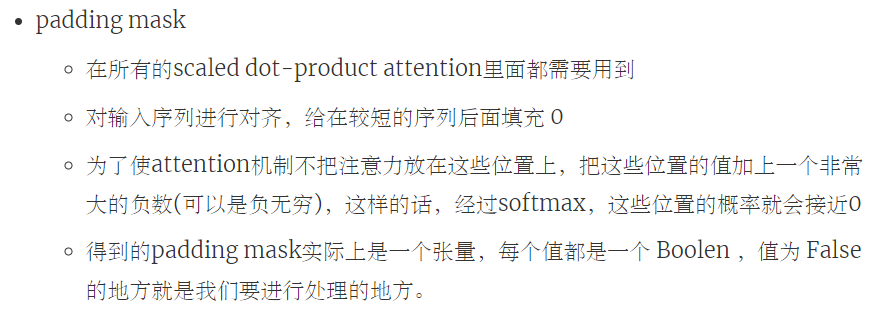 padding mask
在所有的scaled dot-product attention里面都需要用到
对输入序列进行对齐，给在较短的序列后面填充 0
为了使attention机制不把注意力放在这些位置上，把这些位置的值加上一个非常
大的负数(可以是负无穷)，这样的话，经过softmax，这些位置的概率就会接近0
得到的padding mask实际上是一个张量，每个值都是一个 Boolen ，值为 False
的地方就是我们要进行处理的地方。